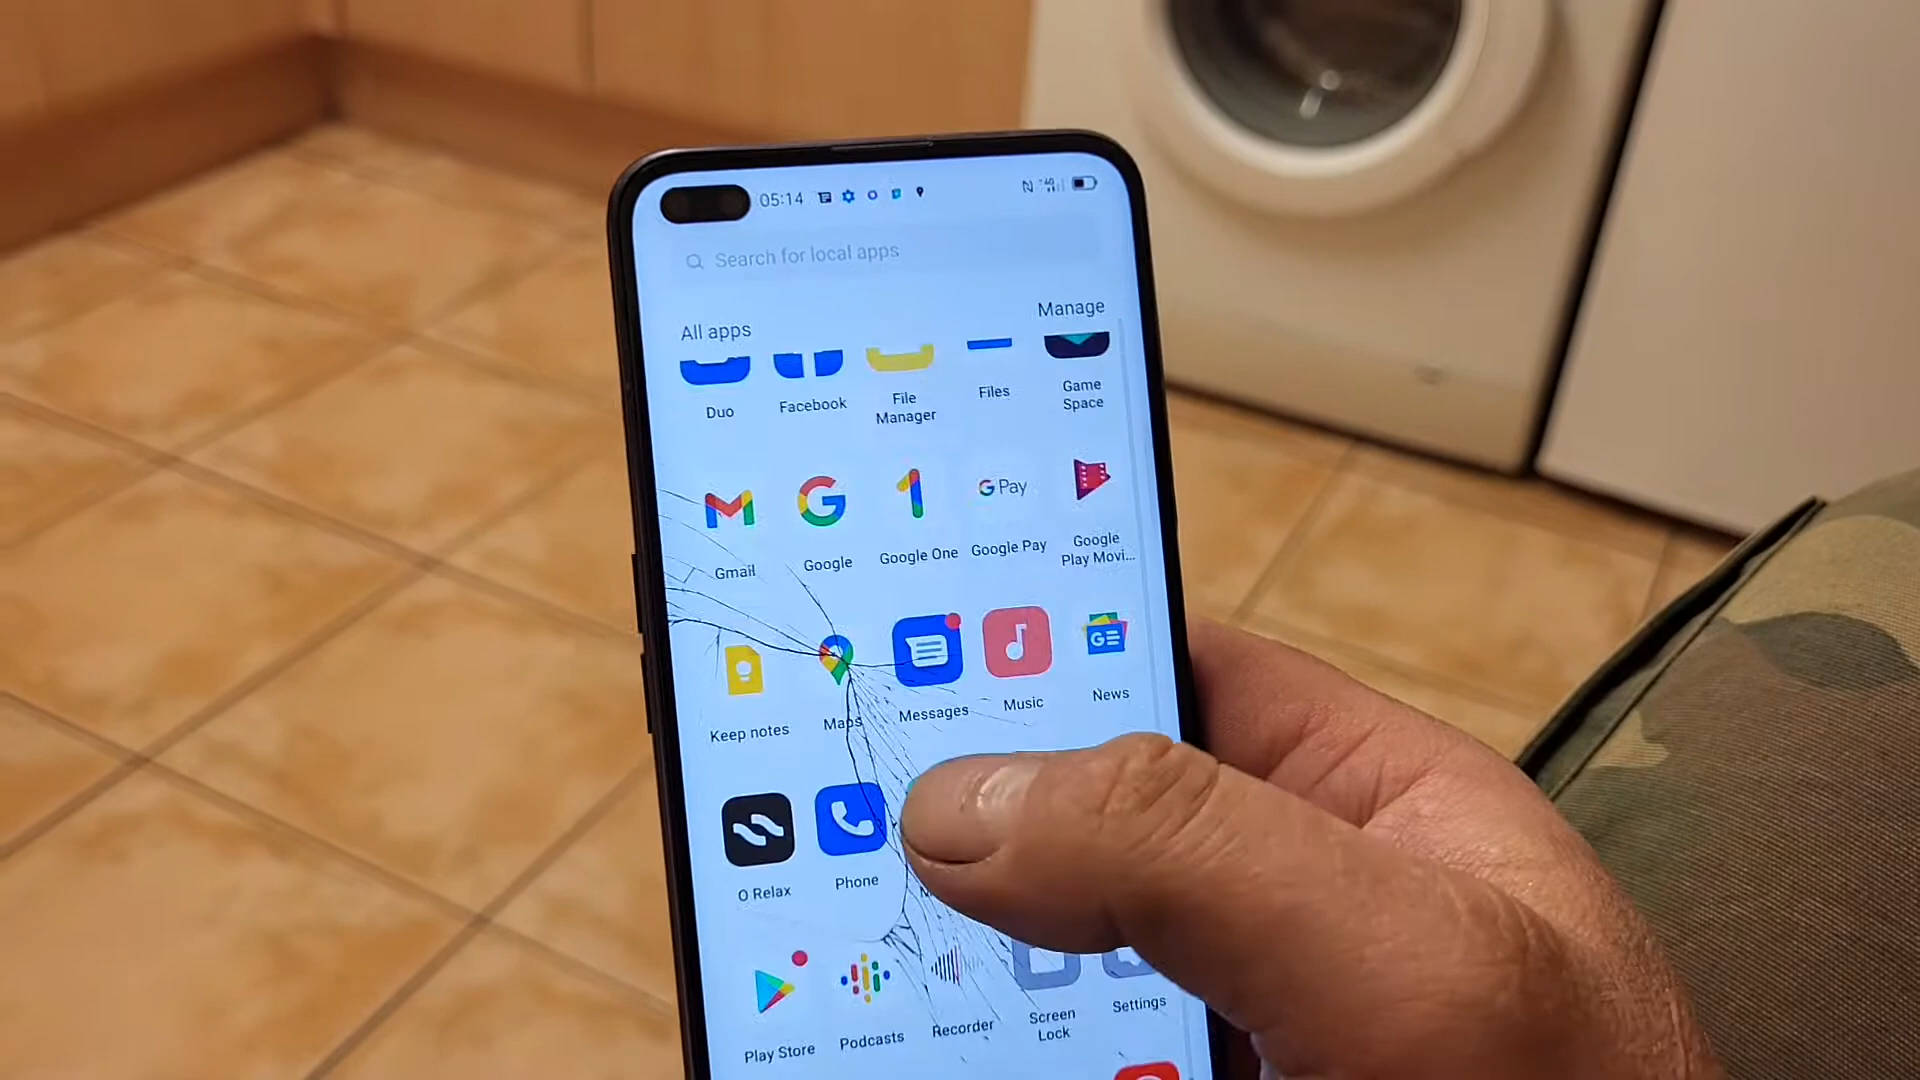 05:14
Search for local apps
All apps
Manage
Duo
Facebook
File
Manager
Files
Game
Space
Pay
Gmail
Google
Google One
Google Pay
Google
Play Movi...
GE
Keep notes
Maps
Messages
Music
News
O Relax
Phone
Play Store
Podcasts
Recorder
Screen
Lock
Settings